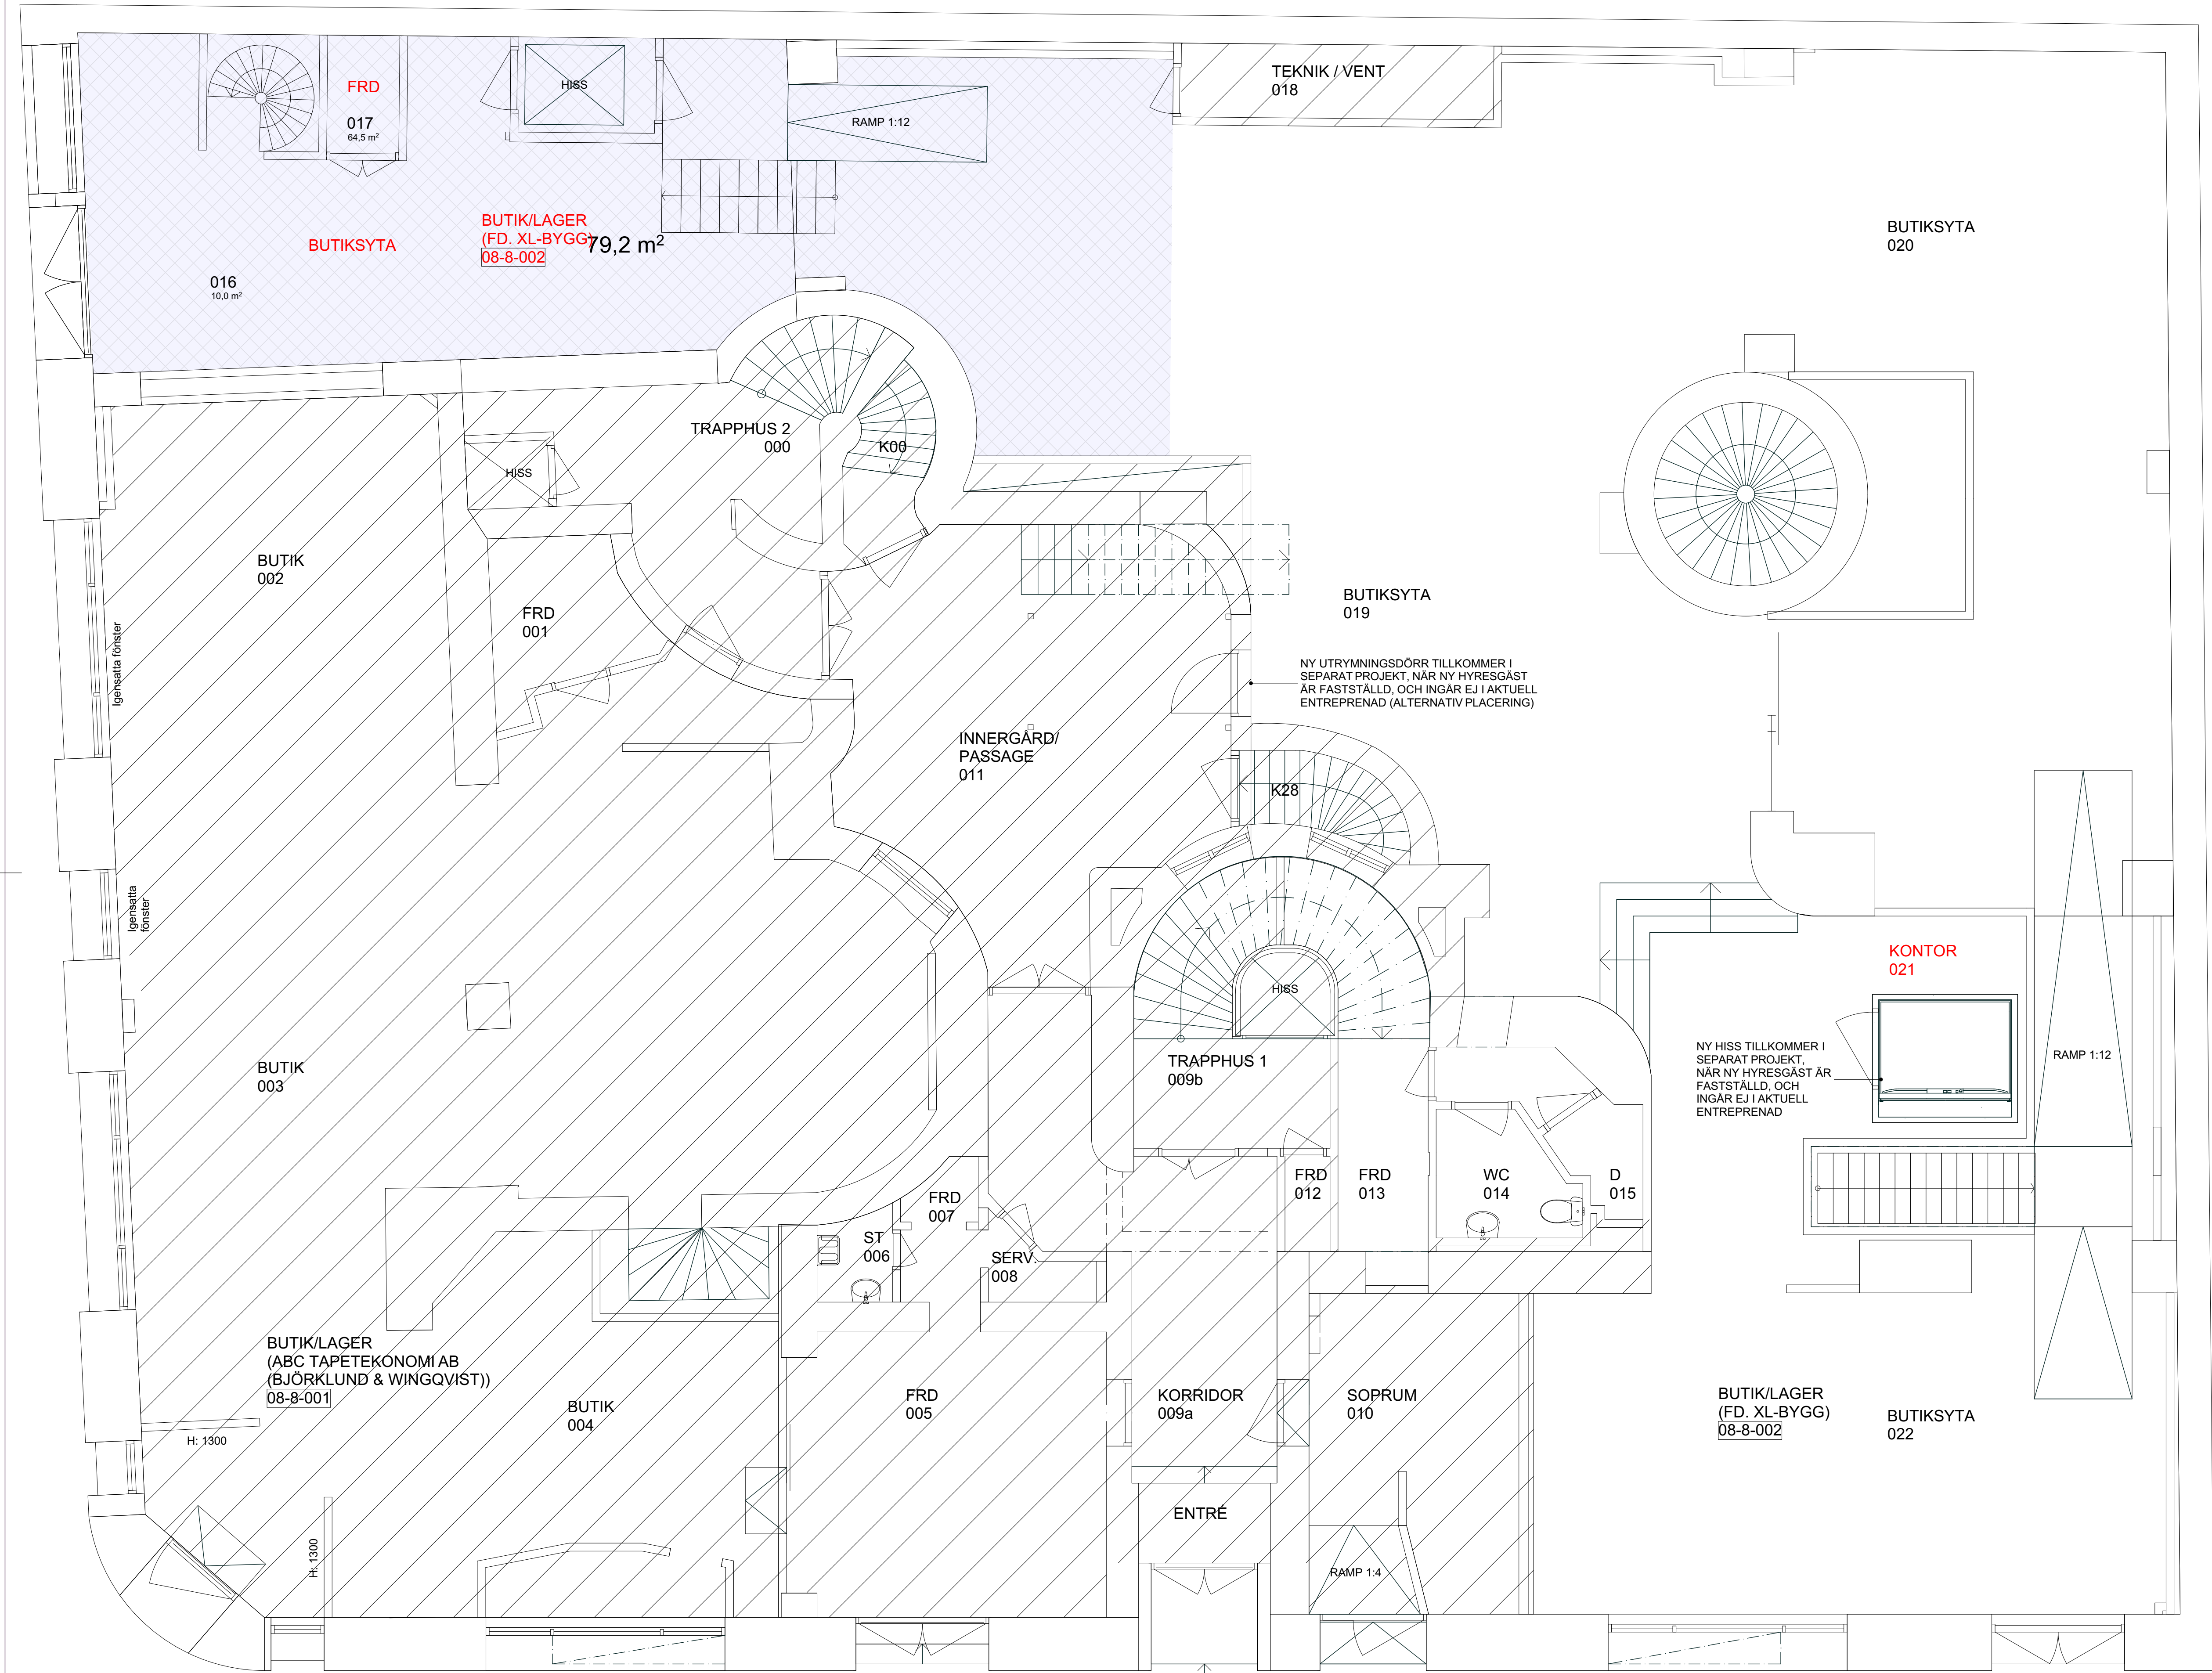 TEKNIK / VENT
018
FRD
017
64,5 m²
HISS
RAMP 1:12
BUTIKSYTA
BUTIK/LAGER
(FD. XL-BYGG)
08-8-002
79,2 m²
016
10,0 m²
BUTIKSYTA
020
TRAPPHUS 2
000
K00
HISS
BUTIK
002
FRD
001
Igensatta fönster
BUTIKSYTA
019
NY UTRYMNINGSDÖRR TILLKOMMER I
SEPARAT PROJEKT, NÄR NY HYRESGÄST
ÄR FASTSTÄLLD, OCH INGÅR EJ I AKTUELL
ENTREPRENAD (ALTERNATIV PLACERING)
INNERGÅRD/
PASSAGE
011
K28
Igensatta
fönster
KONTOR
021
HISS
NY HISS TILLKOMMER I
SEPARAT PROJEKT,
NÄR NY HYRESGÄST ÄR
FASTSTÄLLD, OCH
INGÅR EJ I AKTUELL
ENTREPRENAD
RAMP 1:12
BUTIK
003
TRAPPHUS 1
009b
FRD
012
FRD
013
WC
014
D
015
FRD
007
ST
006
SERV.
008
BUTIK/LAGER
(ABC TAPETEKONOMI AB
(BJÖRKLUND & WINGQVIST))
08-8-001
BUTIK
004
FRD
005
KORRIDOR
009a
SOPRUM
010
BUTIK/LAGER
(FD. XL-BYGG)
08-8-002
BUTIKSYTA
022
H: 1300
ENTRÉ
H: 1300
RAMP 1:4